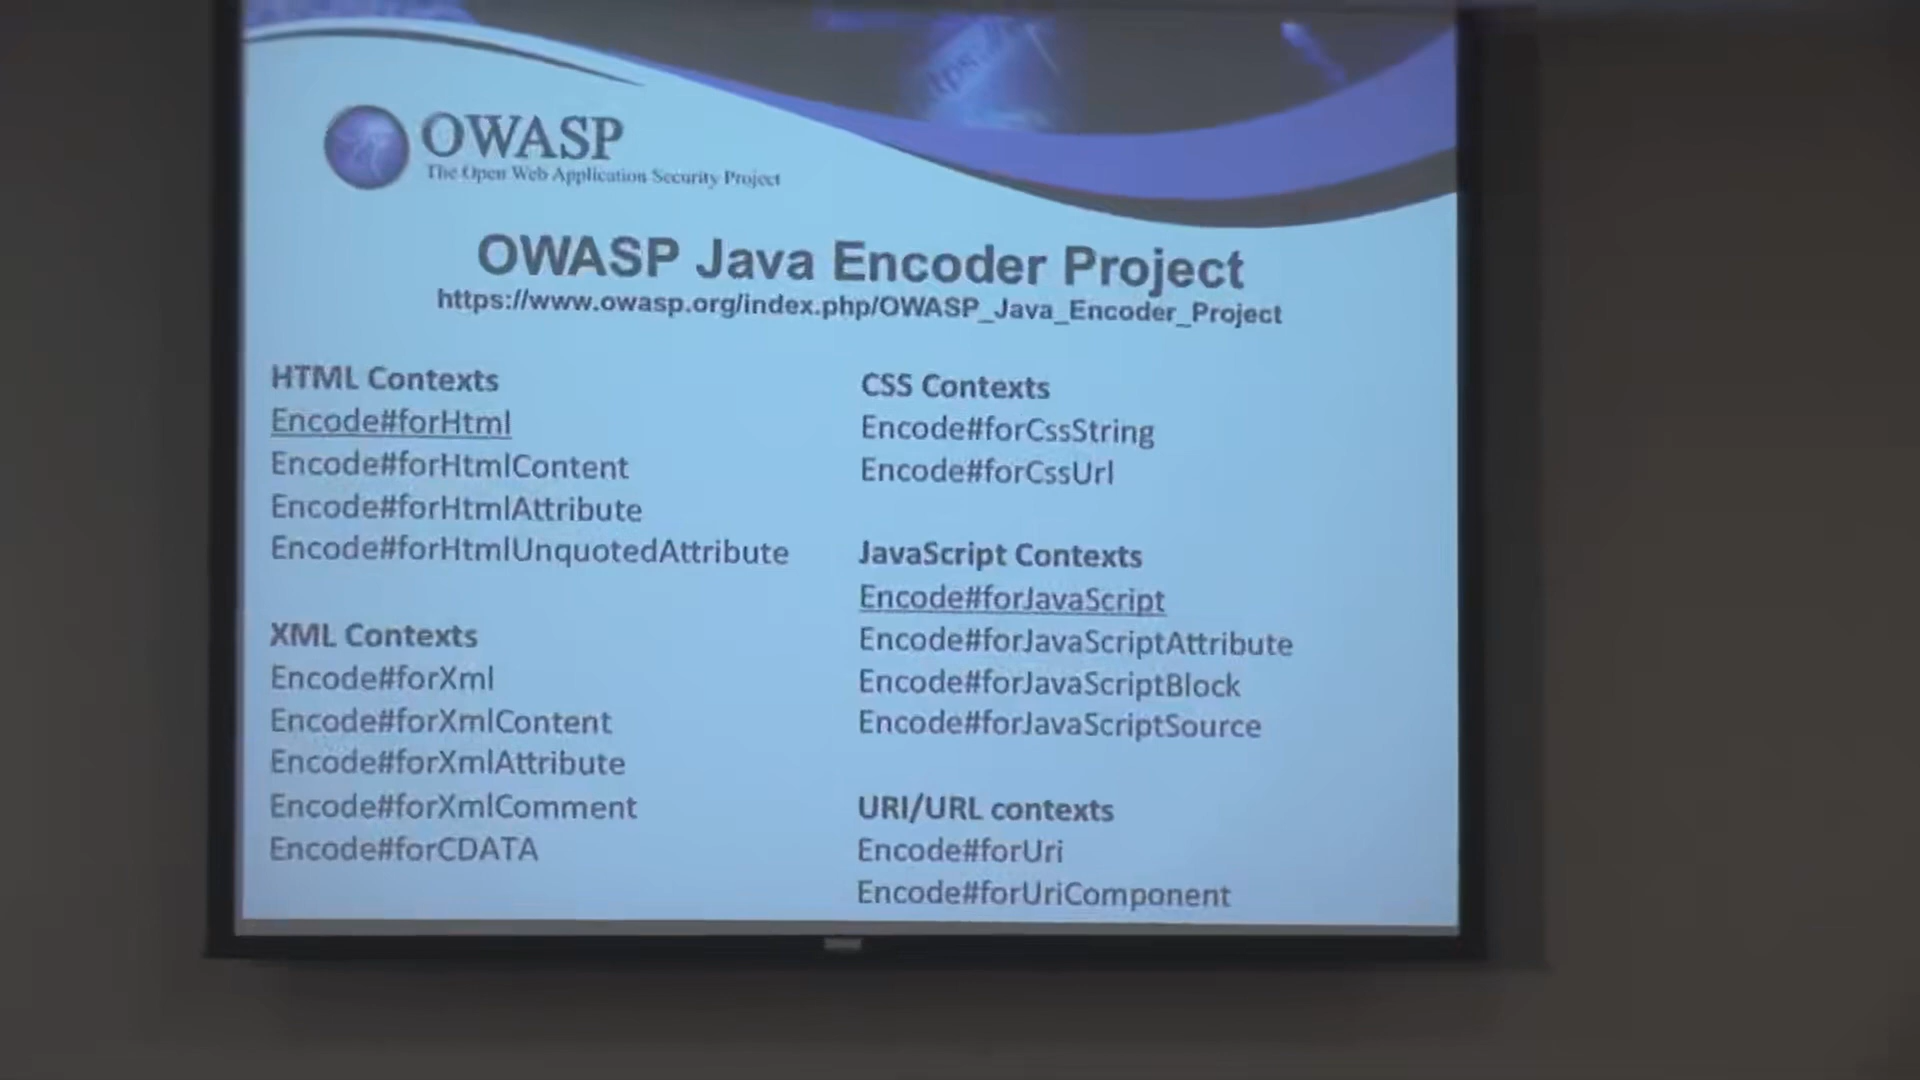 OWASP
The Open Web Application Security Project
OWASP Java Encoder Project
https://www.owasp.org/index.php/OWASP_Java_Encoder_Project
HTML Contexts
Encode#forHtml
Encode#forHtmlContent
Encode#forHtmlAttribute
Encode#forHtmlUnquotedAttribute
XML Contexts
Encode#forXml
Encode#forXmlContent
Encode#forXmlAttribute
Encode#forXmlComment
Encode#forCDATA
CSS Contexts
Encode#forCssString
Encode#forCssUrl
JavaScript Contexts
Encode#forJavaScript
Encode#forJavaScriptAttribute
Encode#forJavaScriptBlock
Encode#forJavaScriptSource
URI/URL contexts
Encode#forUri
Encode#forUriComponent